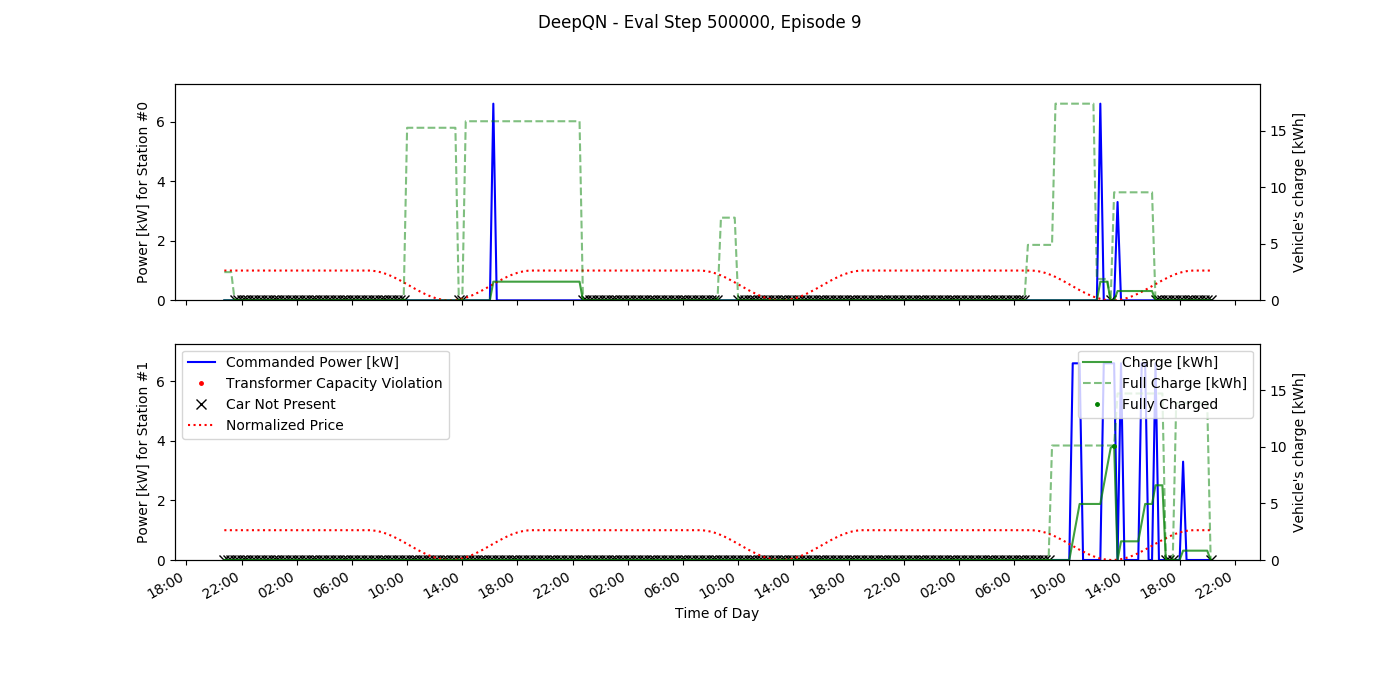 DeepQN - Eval Step 500000, Episode 9
Power [kW] for Station #0
6
4
2
0
15
10
5
0
Vehicle's charge [kWh]
Power [kW] for Station #1
6
4
2
0
Commanded Power [kW]
Transformer Capacity Violation
Car Not Present
Normalized Price
Charge [kWh]
Full Charge [kWh]
Fully Charged
15
10
5
0
Vehicle's charge [kWh]
18:00 22:00 02:00 06:00 10:00 14:00 18:00 22:00 02:00 06:00 10:00 14:00 18:00 22:00 02:00 06:00 10:00 14:00 18:00 22:00
Time of Day